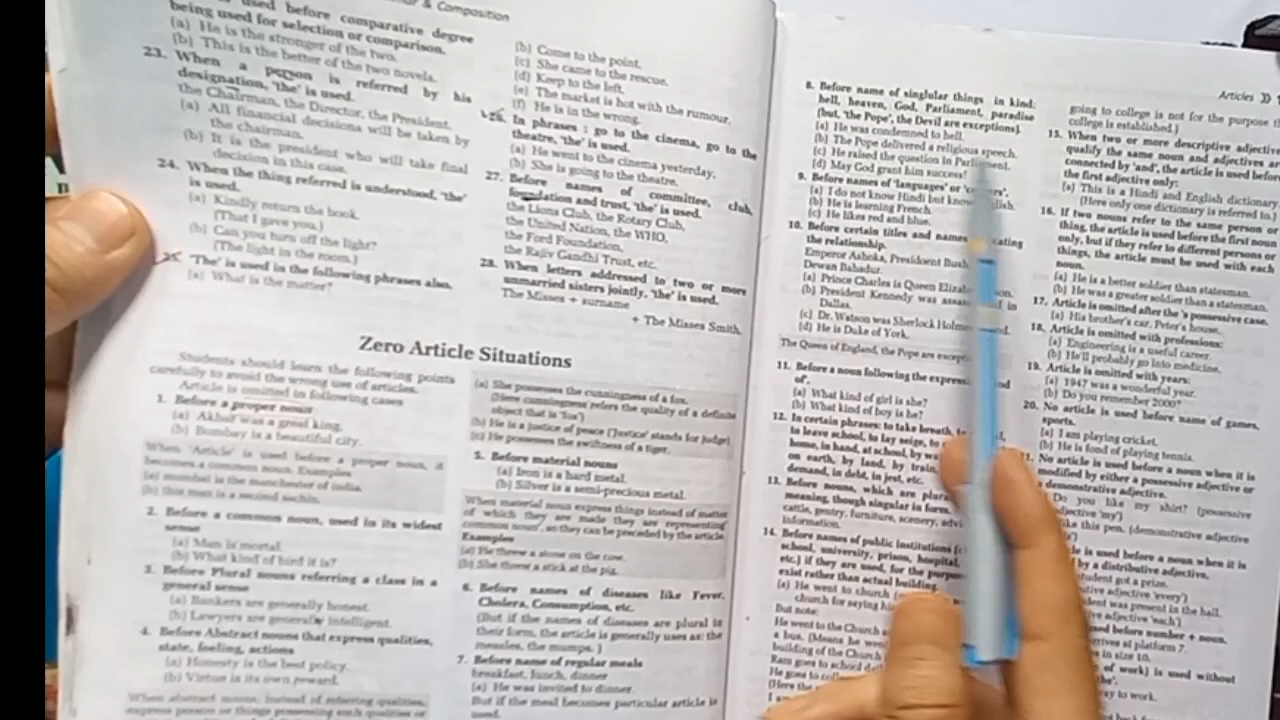 & Composition
used before comparative degree
being used for selection or comparison.
(a) He is the stronger of the two.
(b) This is the better of the two novels.
23. When a person is referred by his
designation, 'the' is used.
the Chairman, the Director, the President.
(a) All financial decisions will be taken by
the chairman.
(b) It is the president who will take final
decision in this case.
24. When the thing referred is understood, 'the'
is used.
(a) Kindly return the book.
(That I gave you.)
(b) Can you turn off the light?
(The light in the room.)
'The' is used in the following phrases also.
(a) What is the matter?
(b) Come to the point.
(c) She came to the rescue.
(d) Keep to the left.
(e) The market is hot with the rumour.
(f) He is in the wrong.
26. In phrases : go to the cinema, go to the
theatre, 'the' is used.
(a) He went to the cinema yesterday.
(b) She is going to the theatre.
27. Before names of committee, club,
foundation and trust, 'the' is used.
the Lions Club, the Rotary Club,
the United Nation, the WHO,
the Ford Foundation,
the Rajiv Gandhi Trust, etc.
28. When letters addressed to two or more
unmarried sisters jointly, 'the' is used.
The Misses + surname
+ The Misses Smith
Zero Article Situations
Students should learn the following points
carefully to avoid the wrong use of articles.
Article is omitted in following cases
1. Before a proper noun
(a) Akbar was a great king.
(b) Bombay is a beautiful city.
When 'Article' is used before a proper noun, it
becomes a common noun. Examples
(a) mumbai is the manchester of india.
(b) this man is a second sachin.
2. Before a common noun, used in its widest
sense
(a) Man is mortal.
(b) What kind of bird it is?
3. Before Plural nouns referring a class in a
general sense
(a) Bankers are generally honest.
(b) Lawyers are generally intelligent.
4. Before Abstract nouns that express qualities,
state, feeling, actions
(a) Honesty is the best policy.
(b) Virtue is its own reward.
When abstract nouns, instead of referring qualities,
express person or things possessing such qualities or
(a) She possesses the cunningness of a fox.
(Here cunningness refers the quality of a definite
object that is 'fox')
(b) He is a justice of peace ('Justice' stands for judge)
(c) He possesses the swiftness of a tiger.
5. Before material nouns
(a) Iron is a hard metal.
(b) Silver is a semi-precious metal.
When material noun express things instead of matter
of which they are made they are representing
common noun', so they can be preceded by the article.
Examples
(a) He threw a stone on the cow.
(b) She threw a stick at the pig.
6. Before names of diseases like Fever,
Cholera, Consumption, etc.
(But if the names of diseases are plural in
their form, the article is generally uses as: the
measles, the mumps. )
7. Before name of regular meals
breakfast, lunch, dinner
(a) He was invited to dinner.
But if the meal becomes particular article is
used.
Articles
8. Before name of singlular things in kind:
hell, heaven, God, Parliament, paradise
(but, 'the Pope', the Devil are exceptions).
(a) He was condemned to hell.
(b) The Pope delivered a religious speech.
(c) He raised the question in Parliament.
(d) May God grant him success!
9. Before names of 'languages' or
(a) I do not know Hindi but know
(b) He is learning French.
(c) He likes red and blue.
10. Before certain titles and names
the relationship.
Emperor Ashoka, President Bush
Dewan Bahadur.
(a) Prince Charles is Queen
(b) President Kennedy was in
Dallas.
(c) Dr. Watson was Sherlock
(d) He is Duke of York.
The Queen of England, the Pope are
11. Before a noun following the
of'.
(a) What kind of girl is she?
(b) What kind of boy is he?
12. In certain phrases: to take breath,
to leave school, to lay seige, to
home, in hand, at school, by
on earth, by land, by train,
demand, in debt, in jest, etc.
13. Before nouns, which are
meaning, though singular in form.
cattle, gentry, furniture, scenery,
information.
14. Before names of public institutions
school, university, prison, hospital,
etc.) if they are used, for the
exist rather than actual building.
(a) He went to church
church for saying
But note:
He went to the Church
a bus. (Means he went
building of the Church
Ram goes to school
He goes to
(Here the
going to college is not for the purpose
college is established.)
15. When two or more descriptive
qualify the same noun and adjectives
connected by 'and', the article is used
the first adjective only:
(a) This is a Hindi and English dictionary
(Here only one dictionary is referred to.)
16. If two nouns refer to the same person or
thing, the article is used before the first noun
only, but if they refer to different persons or
things, the article must be used with each
noun.
(a) He is a better soldier than statesman.
(b) He was a greater soldier than a statesman.
17. Article is omitted after the 's possessive case.
(a) His brother's car, Peter's house.
18. Article is omitted with professions:
(a) Engineering is a useful career.
(b) He'll probably go into medicine.
19. Article is omitted with years:
(a) 1947 was a wonderful year.
(b) Do you remember 2000?
20. No article is used before name of games,
sports.
(a) I am playing cricket.
(b) He is fond of playing tennis.
No article is used before a noun when it is
modified by either a possessive adjective or
a demonstrative adjective.
Do you like my shirt? (possessive
'my')
this pen. (demonstrative adjective
is used before a noun when it is
by a distributive adjective.
student got a prize.
adjective 'every')
was present in the hall.
adjective 'each')
before number + noun.
arrives at platform 7.
in size 10.
of work) is used without
to work.